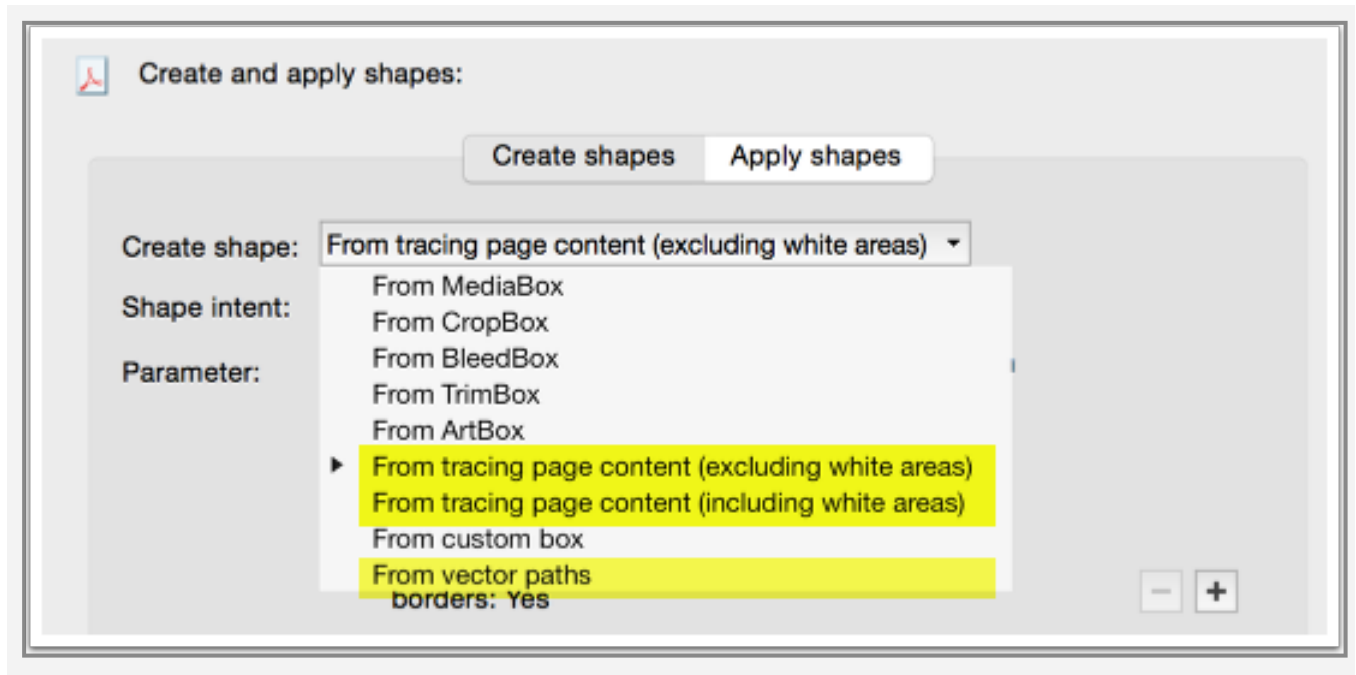 Create and apply shapes:
Create shapes Apply shapes
Create shape: From tracing page content (excluding white areas)
From MediaBox
Shape intent:
From CropBox
From BleedBox
Parameter:
From TrimBox
From ArtBox
From tracing page content (excluding white areas)
From tracing page content (including white areas)
From custom box
From vector paths
borders: Yes